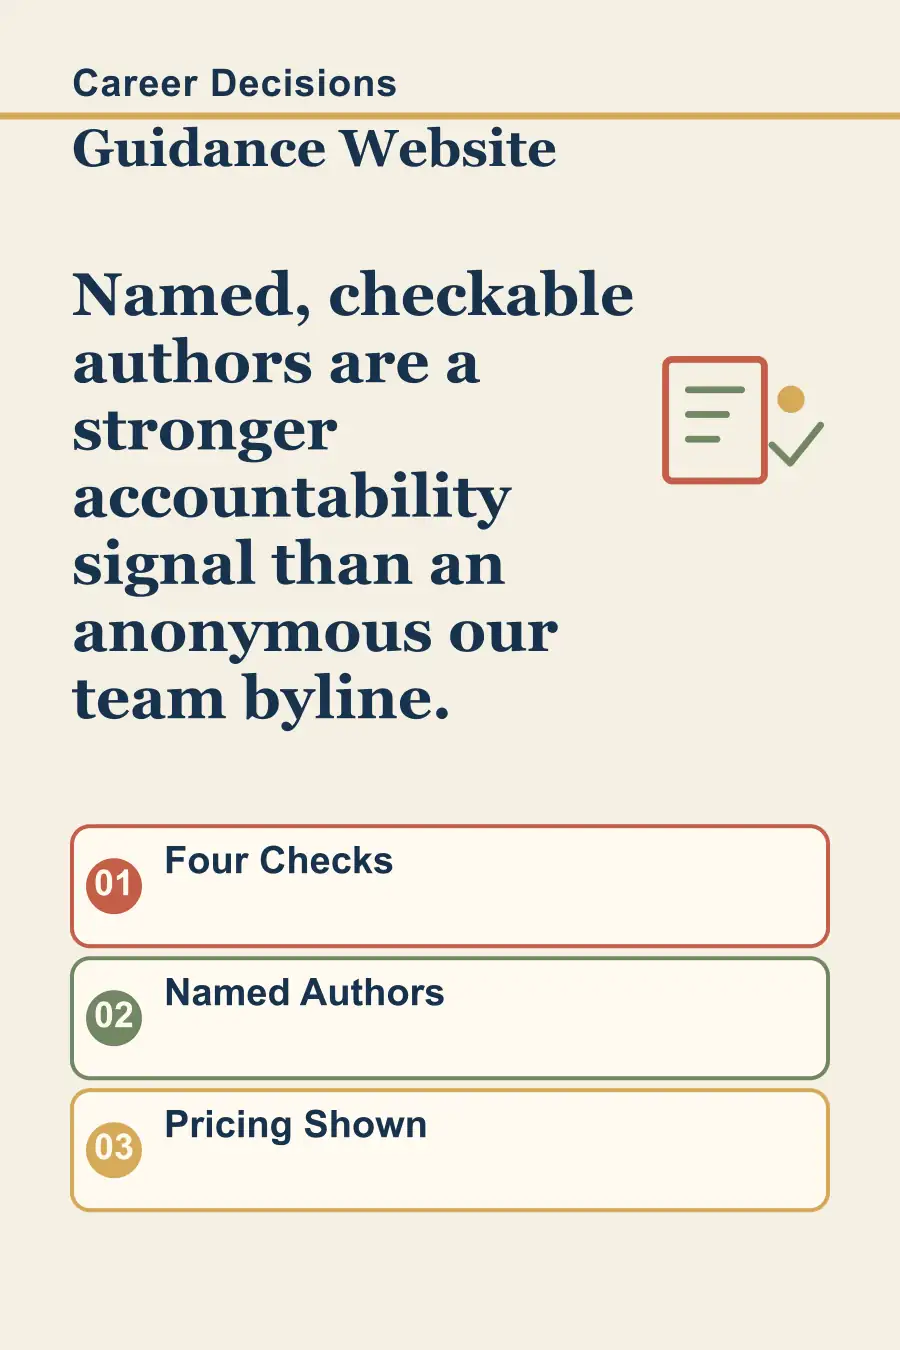 Career Decisions
Guidance Website
Named, checkable
authors are a
stronger
accountability
signal than an
anonymous our
team byline.
01 Four Checks
02 Named Authors
03 Pricing Shown